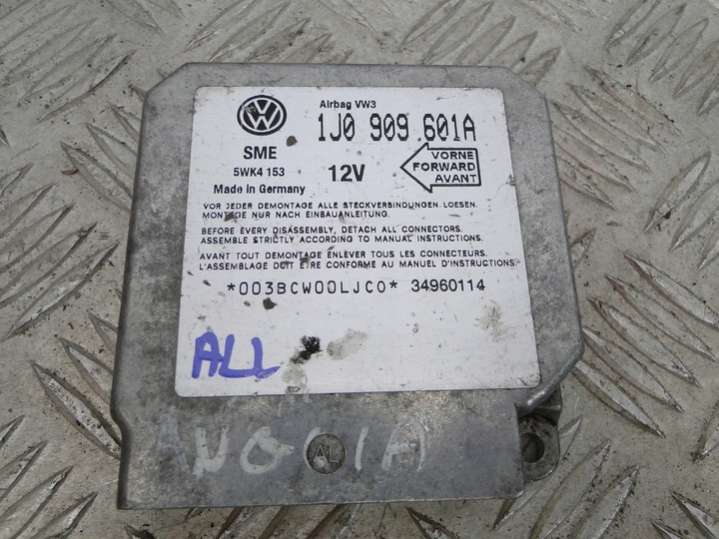 Airbag VW3
1J0 909 601A
SME
5WK4 153
12V
VORNE
FORWARD
AVANT
Made in Germany
VOR JEDER DEMONTAGE ALLE STECKVERBINDUNGEN LOESEN.
MONTAGE NUR NACH EINBAUANLEITUNG.
BEFORE EVERY DISASSEMBLY, DETACH ALL CONNECTORS.
ASSEMBLE STRICTLY ACCORDING TO MANUAL INSTRUCTIONS.
AVANT TOUT DEMONTAGE ENLEVER TOUS LES CONNECTEURS.
L'ASSEMBLAGE DOIT ETRE CONFORME AU MANUEL D'INSTRUCTIONS
*003BCW00LJC0* 34960114
ALL
AL